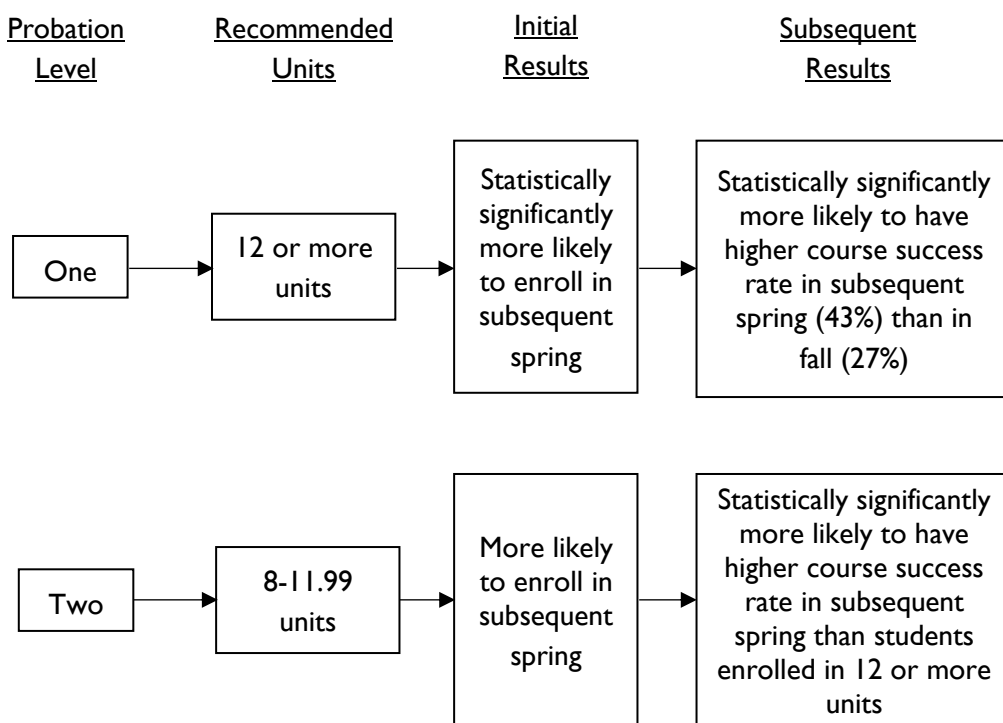 Probation
Level
Recommended
Units
Initial
Results
Subsequent
Results
One
12 or more
units
Statistically
significantly
more likely
to enroll in
subsequent
spring
Statistically significantly
more likely to have
higher course success
rate in subsequent
spring (43%) than in
fall (27%)
Two
8-11.99
units
More likely
to enroll in
subsequent
spring
Statistically significantly
more likely to have
higher course success
rate in subsequent
spring than students
enrolled in 12 or more
units